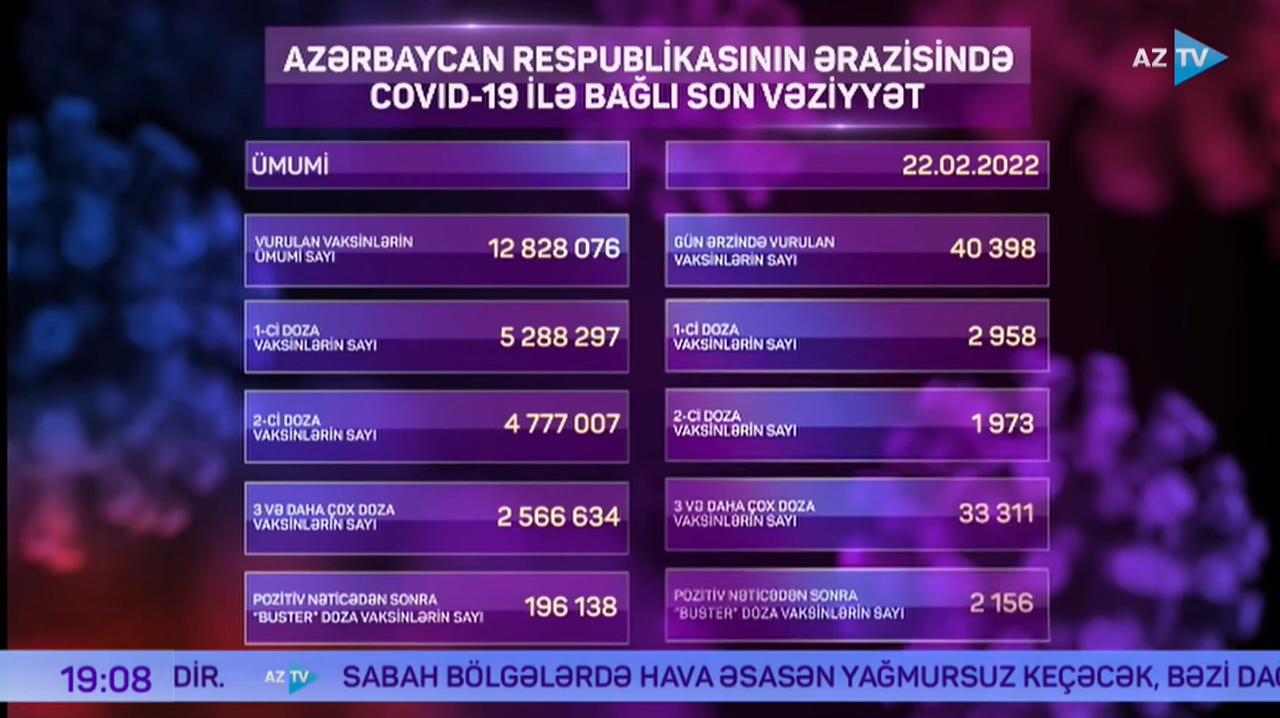 AZƏRBAYCAN RESPUBLİKASININ ƏRAZİSİNDƏ
COVID-19 İLƏ BAĞLI SON VƏZİYYƏT
AZ TV
ÜMUMİ
VURULAN VAKSİNLƏRİN
ÜMUMİ SAYI
12 828 076
1-Cİ DOZA
VAKSİNLƏRİN SAYI
5 288 297
2-Cİ DOZA
VAKSİNLƏRİN SAYI
4 777 007
3 VƏ DAHA ÇOX DOZA
VAKSİNLƏRİN SAYI
2 566 634
POZİTİV NƏTİCƏDƏN SONRA
"BUSTER" DOZA VAKSİNLƏRİN SAYI
196 138
22.02.2022
GÜN ƏRZİNDƏ VURULAN
VAKSİNLƏRİN SAYI
40 398
1-Cİ DOZA
VAKSİNLƏRİN SAYI
2 958
2-Cİ DOZA
VAKSİNLƏRİN SAYI
1 973
3 VƏ DAHA ÇOX DOZA
VAKSİNLƏRİN SAYI
33 311
POZİTİV NƏTİCƏDƏN SONRA
"BUSTER" DOZA VAKSİNLƏRİN SAYI
2 156
19:08 DİR. AZ TV SABAH BÖLGƏLƏRDƏ HAVA ƏSASƏN YAĞMURSUZ KEÇƏCƏK, BƏZİ